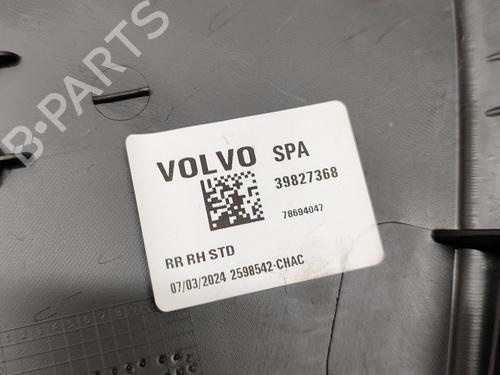 B-PARTS
VOLVO SPA
39827368
78694047
RR RH STD
07/03/2024 2598542-CHAC